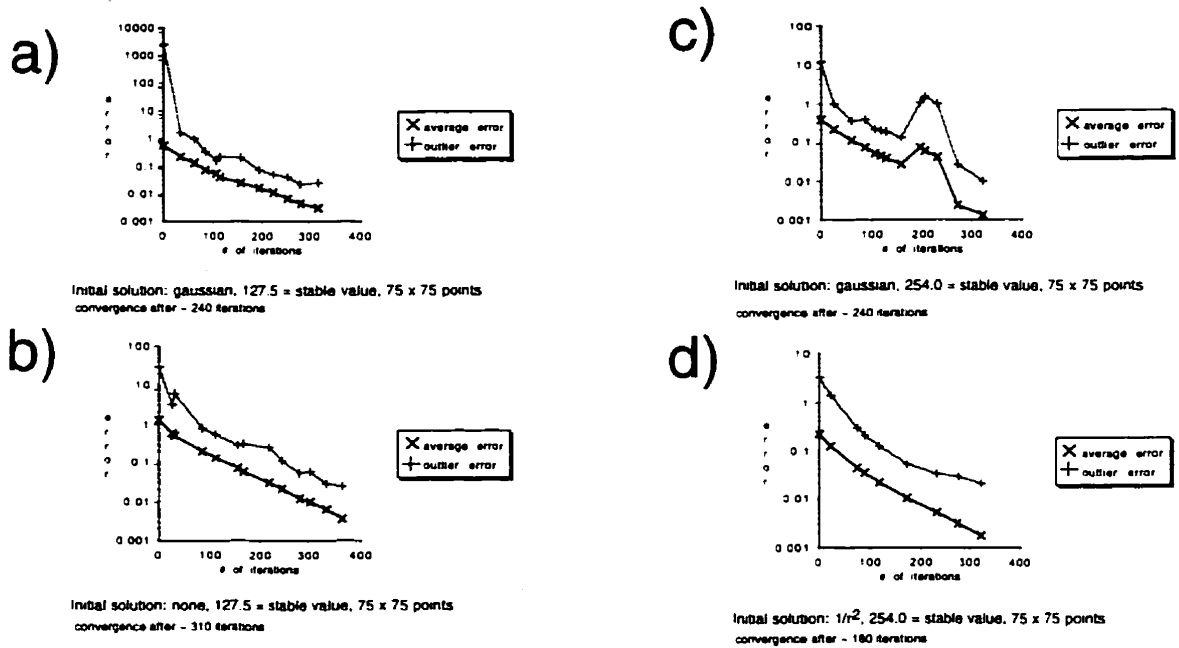 a)
10000
1000
100
10
1
0.1
0.01
0.001
error
0 100 200 300 400
# of iterations
average error
outlier error
Initial solution: gaussian, 127.5 = stable value, 75 x 75 points
convergence after ~ 240 iterations
b)
100
10
1
0.1
0.01
0.001
error
0 100 200 300 400
# of iterations
average error
outlier error
Initial solution: none, 127.5 = stable value, 75 x 75 points
convergence after ~ 310 iterations
c)
100
10
1
0.1
0.01
0.001
error
0 100 200 300 400
# of iterations
average error
outlier error
Initial solution: gaussian, 254.0 = stable value, 75 x 75 points
convergence after ~ 240 iterations
d)
10
1
0.1
0.01
0.001
error
0 100 200 300 400
# of iterations
average error
outlier error
Initial solution: 1/r², 254.0 = stable value, 75 x 75 points
convergence after ~ 180 iterations